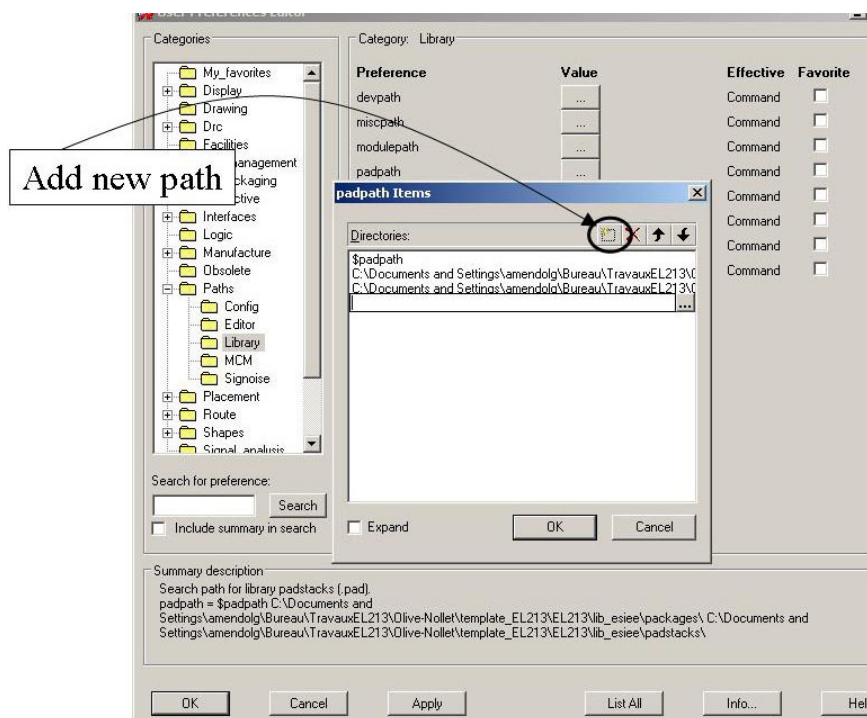 User Preferences Editor
Categories
My_favorites
Display
Drawing
Drc
Facilities
anagement
ckaging
ctive
Interfaces
Logic
Manufacture
Obsolete
Paths
Config
Editor
Library
MCM
Signoise
Placement
Route
Shapes
Signal_analysis
Search for preference:
Search
Include summary in search
Add new path
Category: Library
Preference Value Effective Favorite
devpath ... Command
miscpath ... Command
modulepath ... Command
padpath ... Command
Command
Command
Command
Command
padpath Items
Directories:
$padpath
C:\Documents and Settings\amendolg\Bureau\TravauxEL213\
C:\Documents and Settings\amendolg\Bureau\TravauxEL213\
...
Expand
OK Cancel
Summary description
Search path for library padstacks (.pad).
padpath = $padpath C:\Documents and
Settings\amendolg\Bureau\TravauxEL213\Olive-Nollet\template_EL213\EL213\lib_esiee\packages\ C:\Documents and
Settings\amendolg\Bureau\TravauxEL213\Olive-Nollet\template_EL213\EL213\lib_esiee\padstacks\
OK Cancel Apply List All Info... Hel